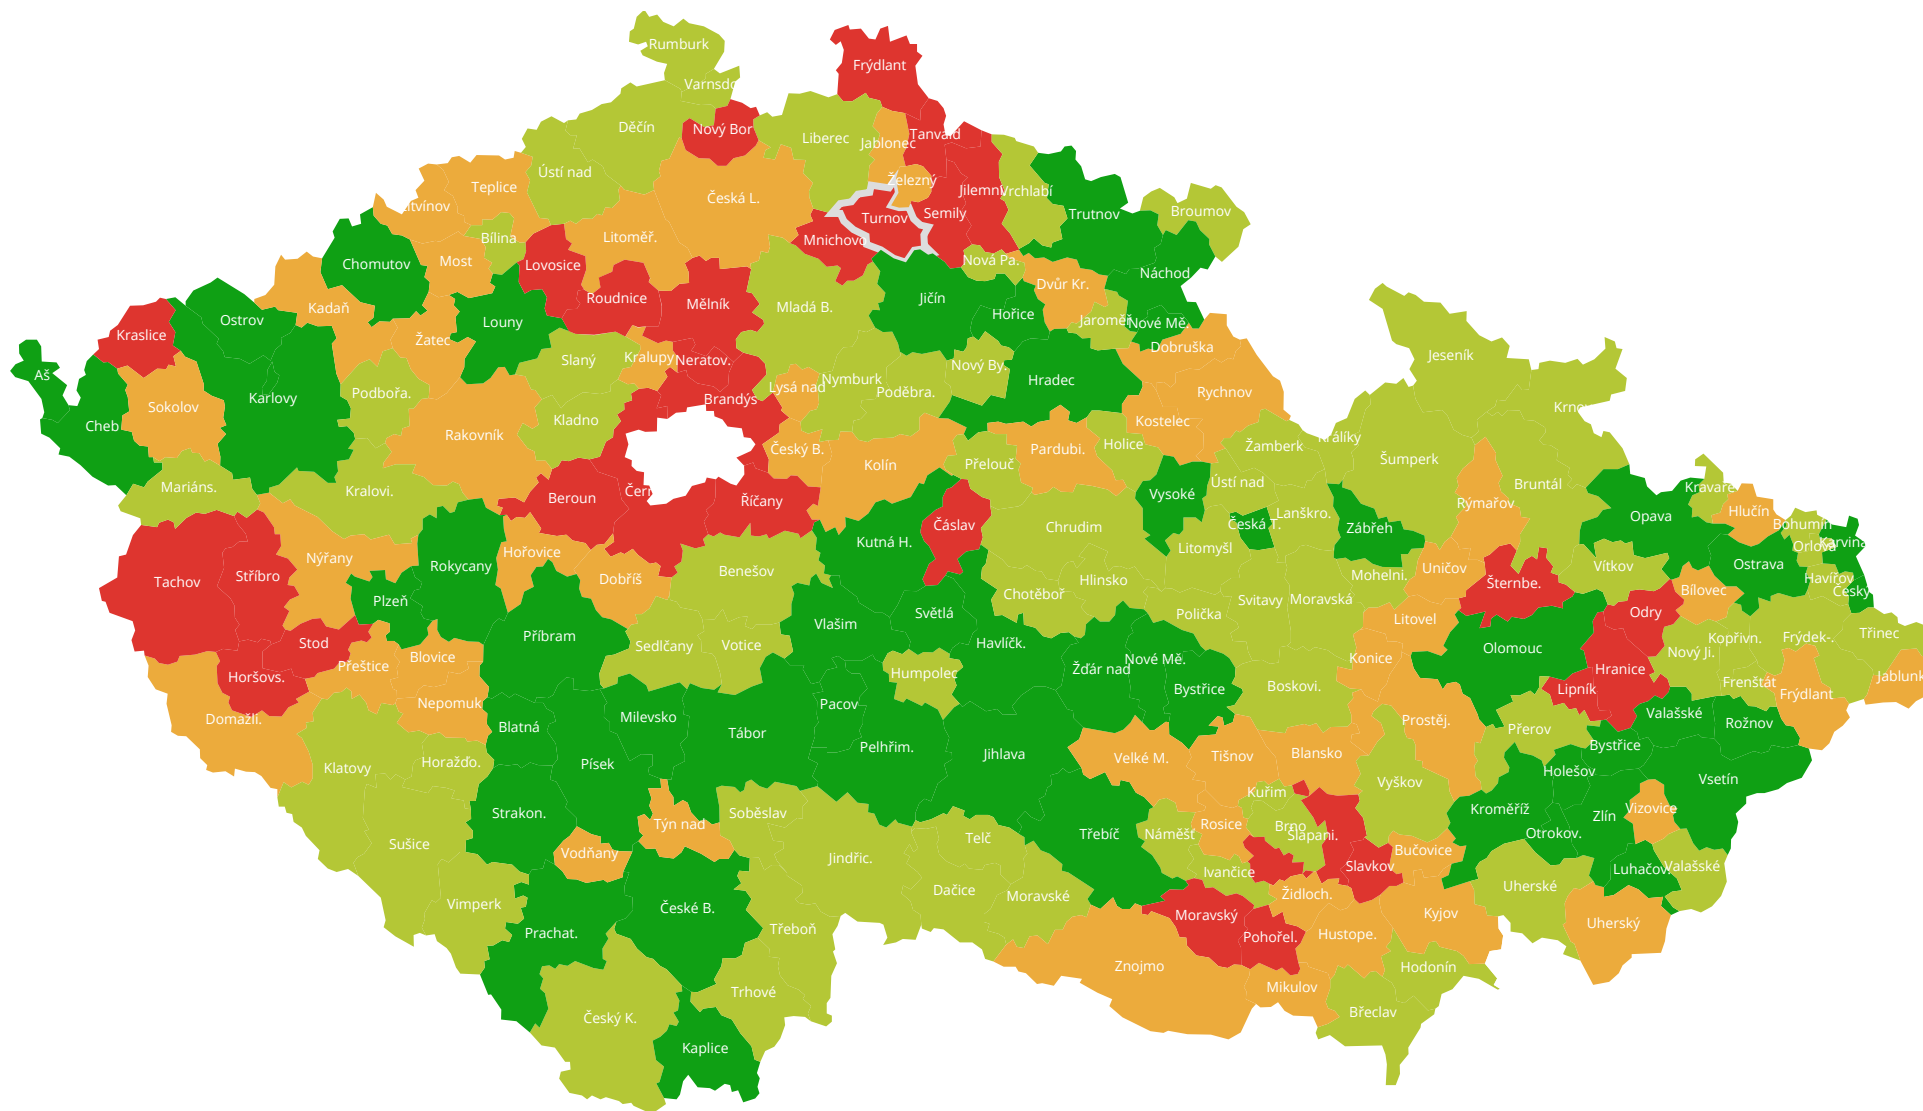 Rumburk
Frýdlant
Varnsdo
Děčín
Nový Bor
Liberec
Jablonec
Tanvald
Ústí nad
Teplice
Železný
Jilemni
Vrchlabí
Česká L.
itvínov
Turnov
Semily
Trutnov
Broumov
Bílina
Litoměř.
Mnichovo
Most
Lovosice
Chomutov
Nová Pa.
Náchod
Dvůr Kr.
Roudnice
Mělník
Mladá B.
Jičín
Kadaň
Hořice
Ostrov
Louny
Jaroměř
Nové Mě.
Kraslice
Žatec
Dobruška
Slaný
Kralupy
Neratov.
Jeseník
Nový By.
Aš
Hradec
Nymburk
Lysá nad
Poděbra.
Podbořa.
Rychnov
Karlovy
Brandýs
Sokolov
Krnov
Kladno
Kostelec
Cheb
Rakovník
Králíky
Holice
Žamberk
Český B.
Pardubi.
Šumperk
Kolín
Přelouč
Ústí nad
Mariáns.
Kralovi.
Beroun
Čern
Říčany
Vysoké
Bruntál
Kravaře
Rýmařov
Hlučín
Lanškro.
Opava
Čáslav
Chrudim
Česká T.
Zábřeh
Bohumín
Kutná H.
Karviná
Orlová
Litomyšl
Hořovice
Nýřany
Rokycany
Benešov
Ostrava
Vítkov
Uničov
Mohelni.
Stříbro
Tachov
Dobříš
Hlinsko
Havířov
Šternbe.
Bílovec
Český
Chotěboř
Plzeň
Svitavy
Moravská
Světlá
Polička
Odry
Litovel
Vlašim
Příbram
Třinec
Frýdek-.
Kopřivn.
Stod
Havlíčk.
Sedlčany
Votice
Olomouc
Nový Ji.
Blovice
Konice
Nové Mě.
Přeštice
Žďár nad
Hranice
Humpolec
Horšovs.
Jablunk
Frenštát
Boskovi.
Bystřice
Lipník
Frýdlant
Nepomuk
Pacov
Valašské
Milevsko
Domažli.
Prostěj.
Rožnov
Blatná
Přerov
Tábor
Pelhřim.
Bystřice
Jihlava
Blansko
Tišnov
Velké M.
Horažďo.
Písek
Klatovy
Holešov
Vsetín
Vyškov
Kuřim
Vizovice
Kroměříž
Strakon.
Soběslav
Zlín
Týn nad
Rosice
Brno
Třebíč
Náměšť
Otrokov.
Šlapani.
Telč
Sušice
Bučovice
Vodňany
Jindřic.
Slavkov
Valašské
Luhačov.
Ivančice
Uherské
Dačice
Židloch.
Moravské
Vimperk
České B.
Kyjov
Moravský
Uherský
Třeboň
Prachat.
Hustope.
Pohořel.
Znojmo
Hodonín
Mikulov
Trhové
Břeclav
Český K.
Kaplice